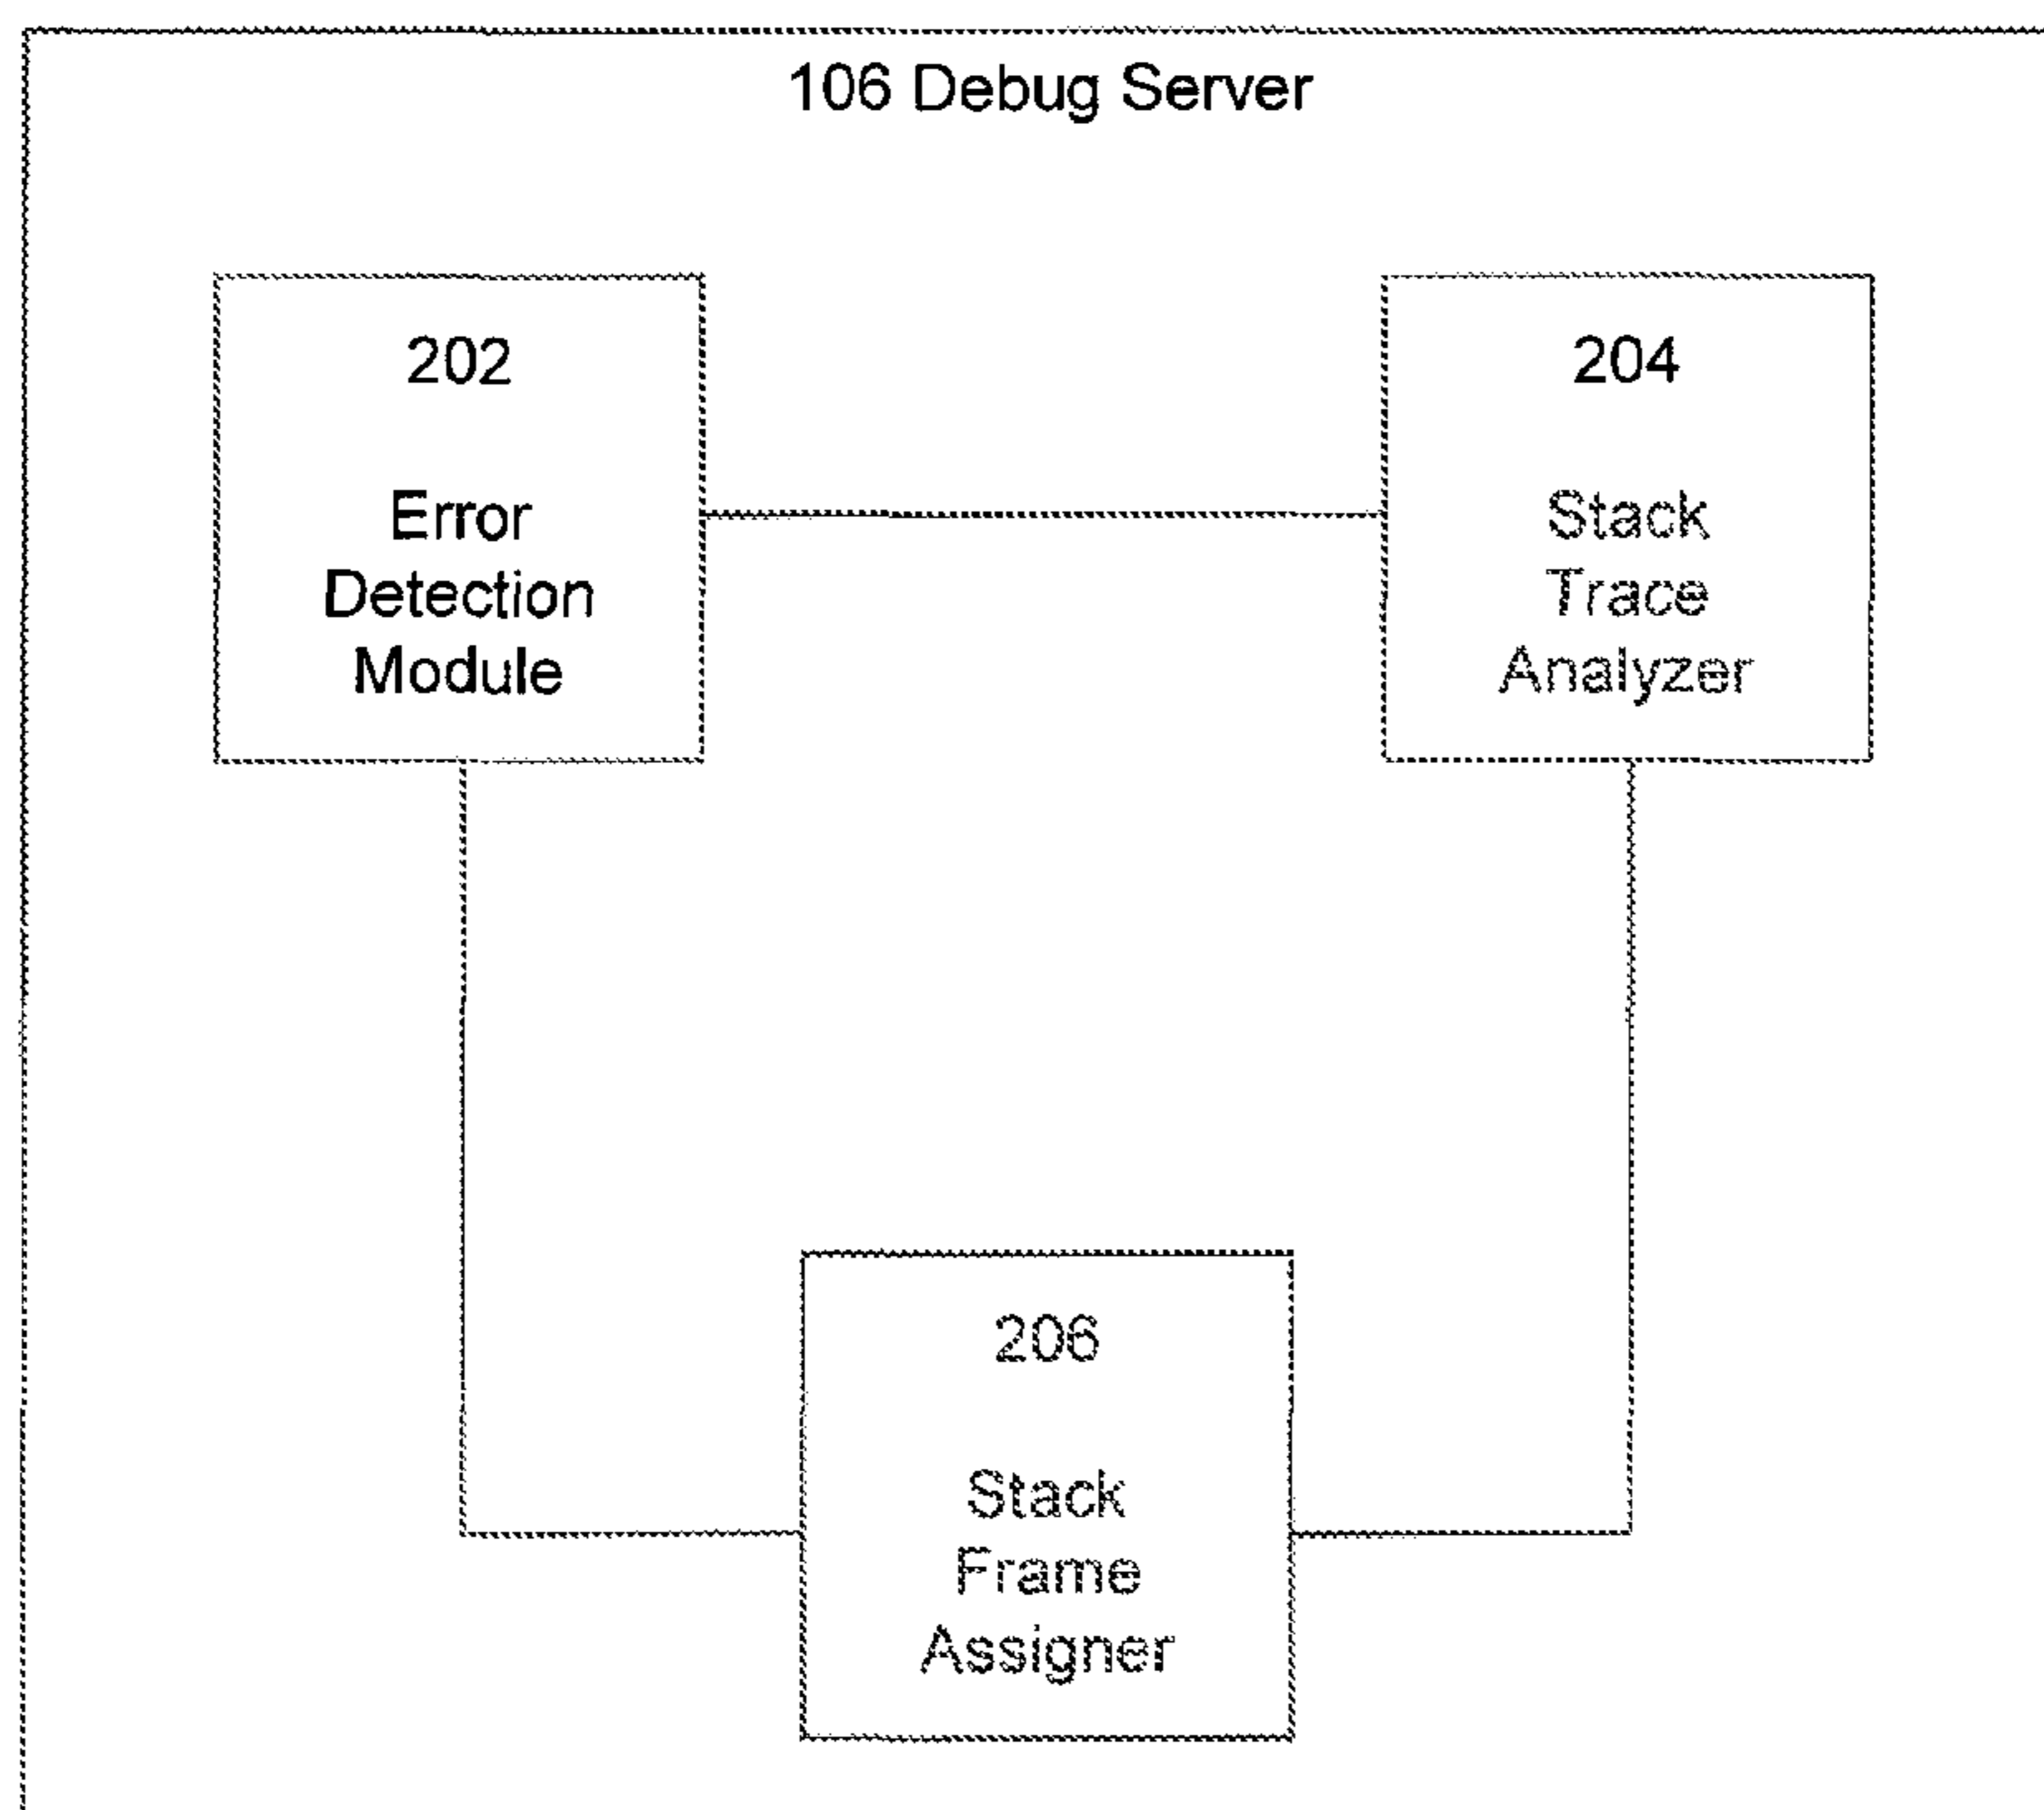 106 Debug Server
202
Error
Detection
Module
204
Stack
Trace
Analyzer
206
Stack
Frame
Assigner